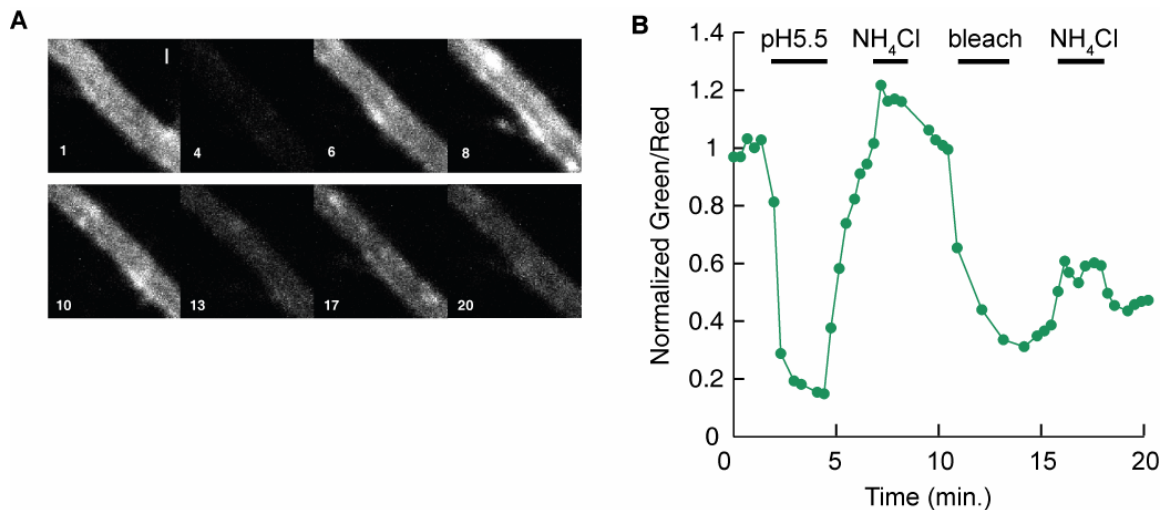 A
1
4
6
8
10
13
17
20
B
pH5.5 NH4Cl bleach NH4Cl
1.4
1.2
1
0.8
0.6
0.4
0.2
0
Normalized Green/Red
0 5 10 15 20
Time (min.)